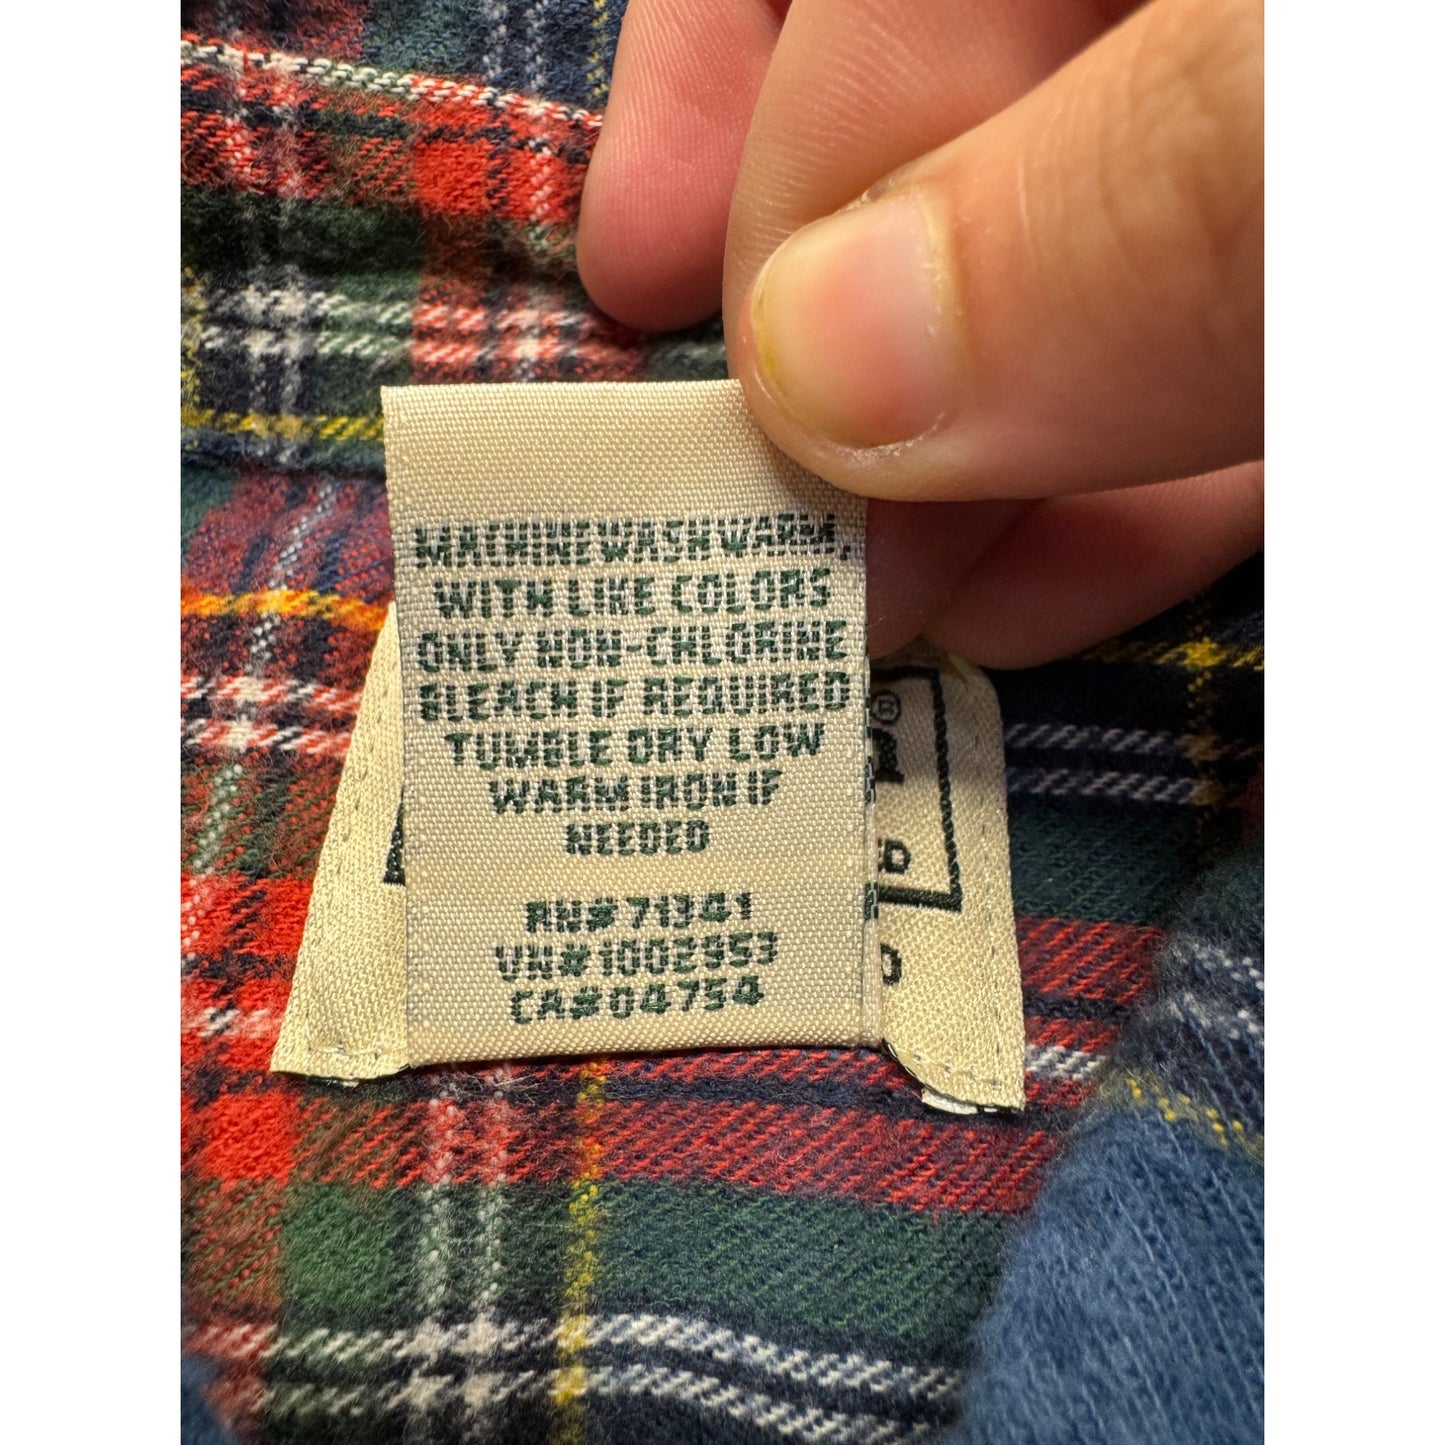 MACHINE WASH WARM,
WITH LIKE COLORS
ONLY NON-CHLORINE
BLEACH IF REQUIRED
TUMBLE DRY LOW
WARM IRON IF
NEEDED
RN# 71341
VN#1002953
CA#04754
®